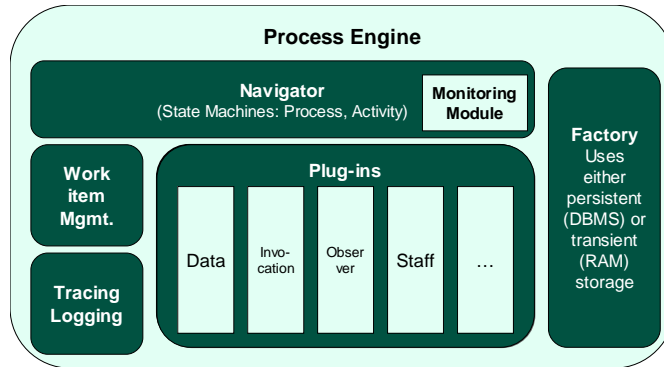 Process Engine
Navigator
(State Machines: Process, Activity)
Monitoring
Module
Factory
Uses
either
persistent
(DBMS) or
transient
(RAM)
storage
Work
item
Mgmt.
Tracing
Logging
Plug-ins
Data
Invo-
cation
Obser
ver
Staff
...